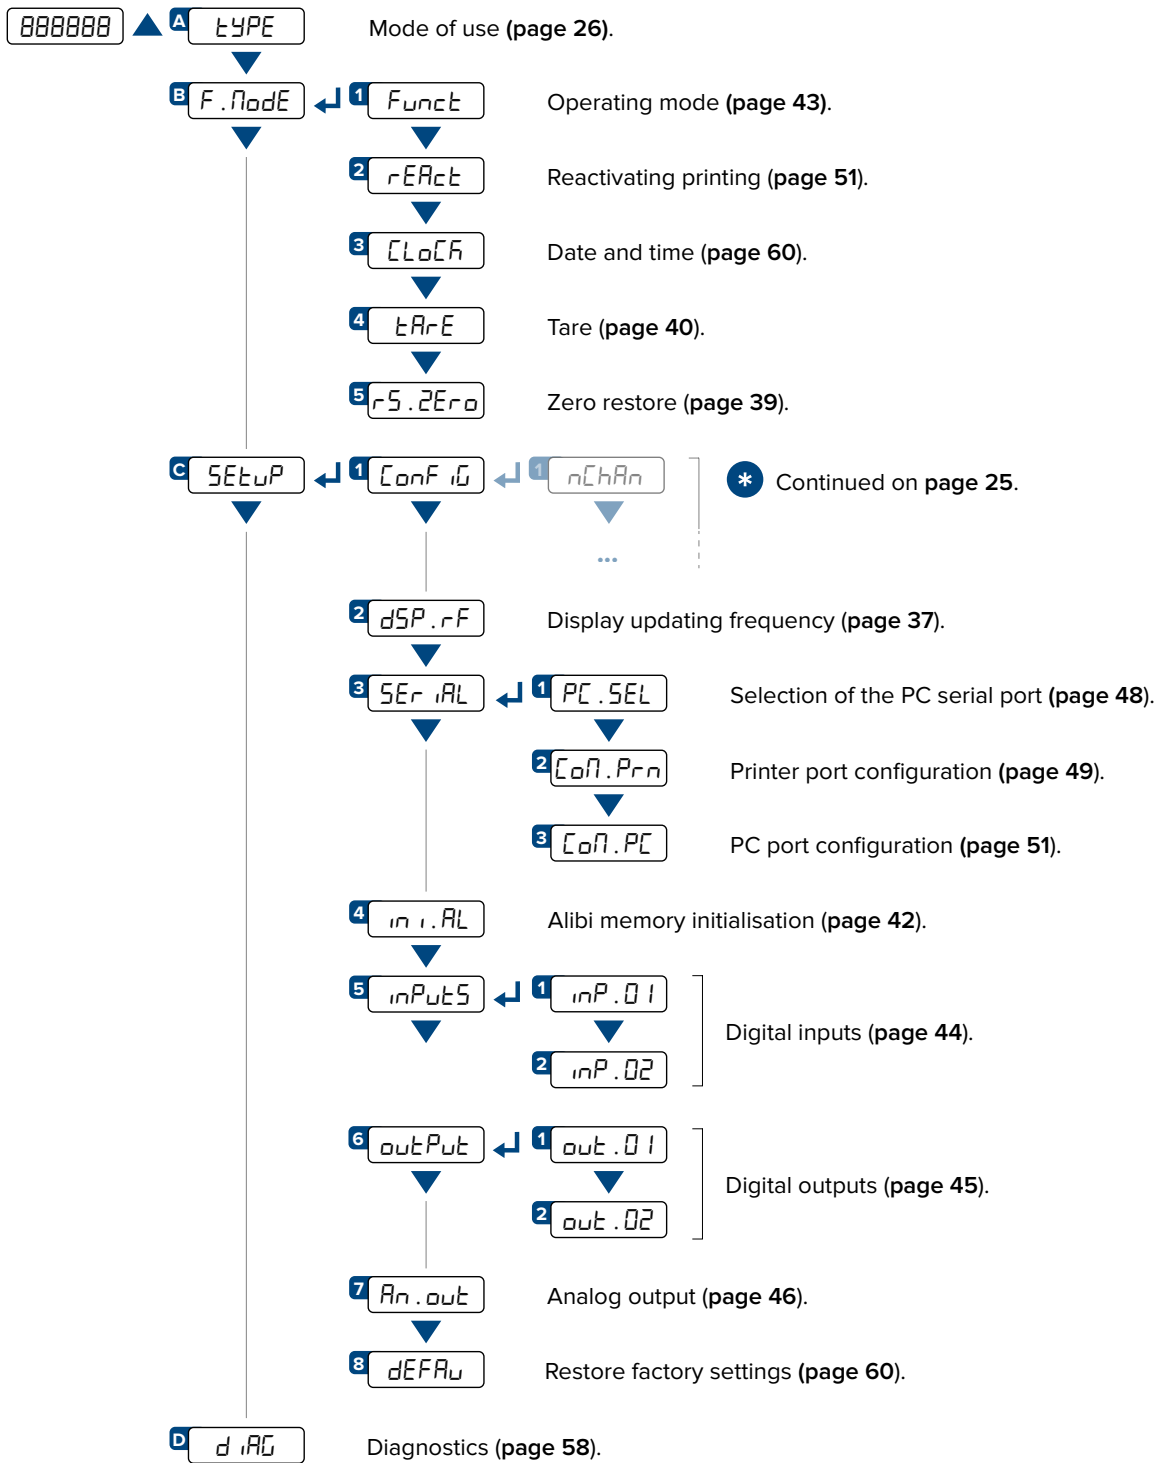 888888 A tYPE Mode of use (page 26).
B F.ModE 1 Funct Operating mode (page 43).
2 rEAct Reactivating printing (page 51).
3 CLoCK Date and time (page 60).
4 tArE Tare (page 40).
5 rS.ZEro Zero restore (page 39).
C SEtuP 1 ConFiG 1 nChAn * Continued on page 25.
...
2 dSP.rF Display updating frequency (page 37).
3 SEriAL 1 PC.SEL Selection of the PC serial port (page 48).
2 CoM.Prn Printer port configuration (page 49).
3 CoM.PC PC port configuration (page 51).
4 ini.AL Alibi memory initialisation (page 42).
5 inPutS 1 inP.01
Digital inputs (page 44).
2 inP.02
6 outPut 1 out.01
Digital outputs (page 45).
2 out.02
7 An.out Analog output (page 46).
8 dEFAu Restore factory settings (page 60).
D diAG Diagnostics (page 58).